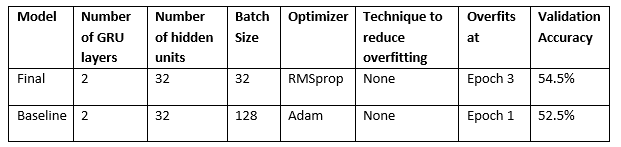 Model Number of GRU layers Number of hidden units Batch Size Optimizer Technique to reduce overfitting Overfits at Validation Accuracy
Final 2 32 32 RMSprop None Epoch 3 54.5%
Baseline 2 32 128 Adam None Epoch 1 52.5%